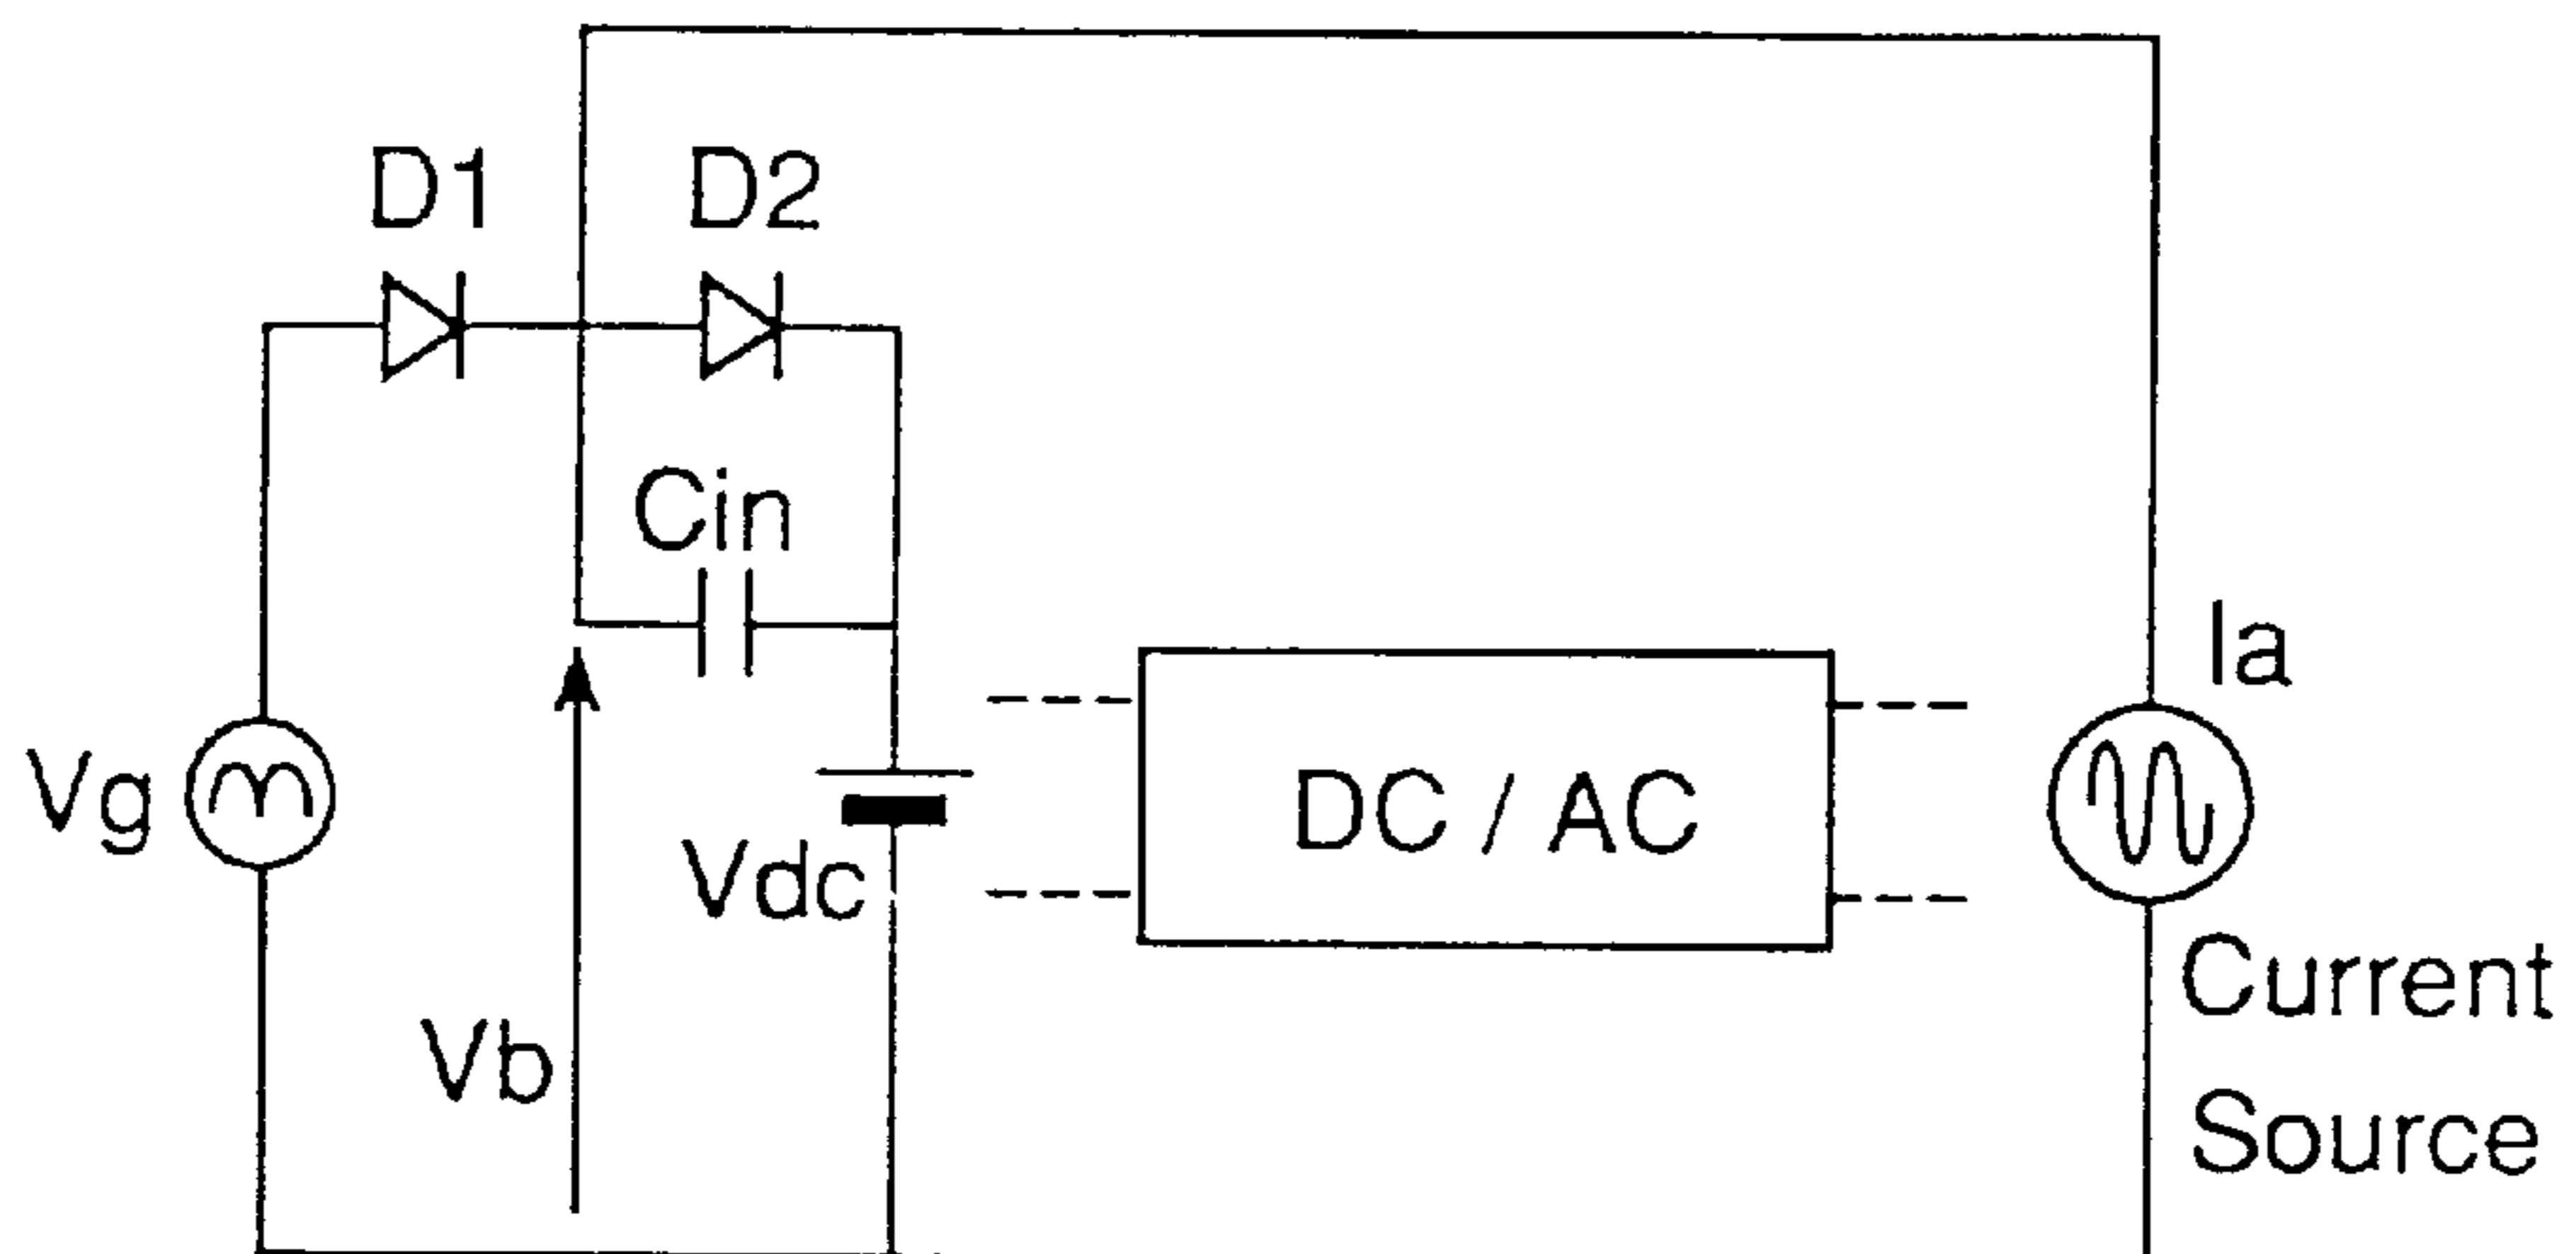 D1
D2
Cin
Ia
Vg
DC / AC
Vdc
Current
Source
Vb